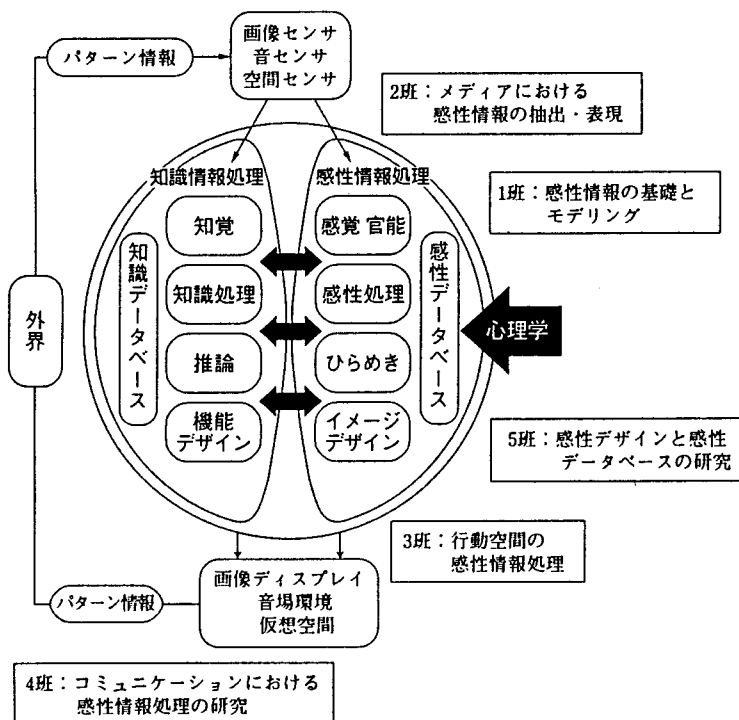 画像センサ
音センサ
空間センサ
パターン情報
2班：メディアにおける
感性情報の抽出・表現
知識情報処理
感性情報処理
1班：感性情報の基礎と
モデリング
知覚
感覚 官能
知識データベース
感性データベース
知識処理
感性処理
外界
心理学
推論
ひらめき
機能
デザイン
イメージ
デザイン
5班：感性デザインと感性
データベースの研究
3班：行動空間の
感性情報処理
画像ディスプレイ
音場環境
仮想空間
パターン情報
4班：コミュニケーションにおける
感性情報処理の研究